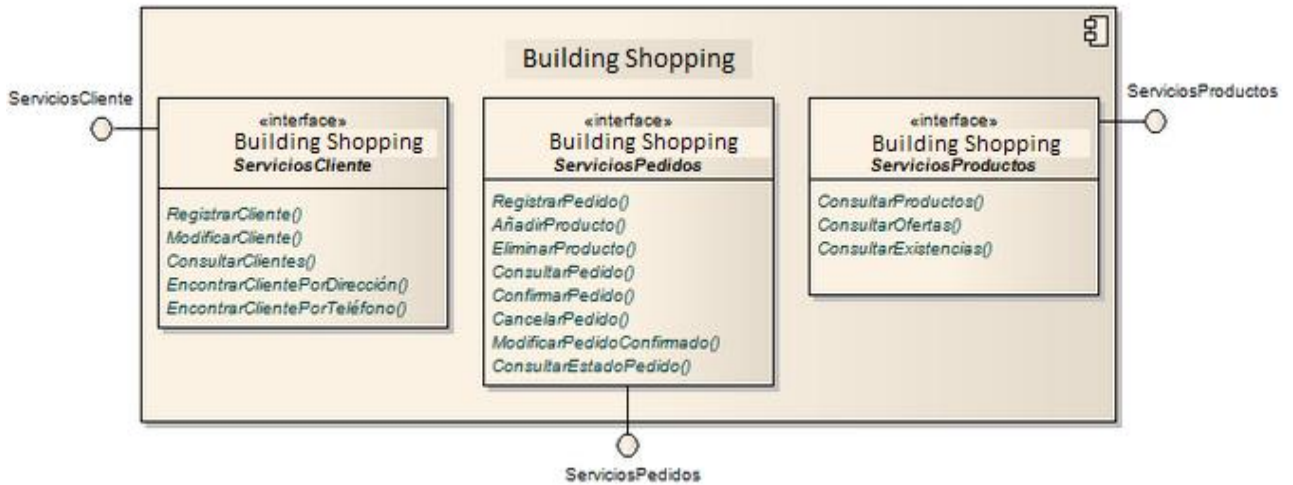 Building Shopping
ServiciosCliente
«interface»
Building Shopping
ServiciosCliente
RegistrarCliente()
ModificarCliente()
ConsultarClientes()
EncontrarClientePorDirección()
EncontrarClientePorTeléfono()
«interface»
Building Shopping
ServiciosPedidos
RegistrarPedido()
AñadirProducto()
EliminarProducto()
ConsultarPedido()
ConfirmarPedido()
CancelarPedido()
ModificarPedidoConfirmado()
ConsultarEstadoPedido()
«interface»
Building Shopping
ServiciosProductos
ConsultarProductos()
ConsultarOfertas()
ConsultarExistencias()
ServiciosProductos
ServiciosPedidos